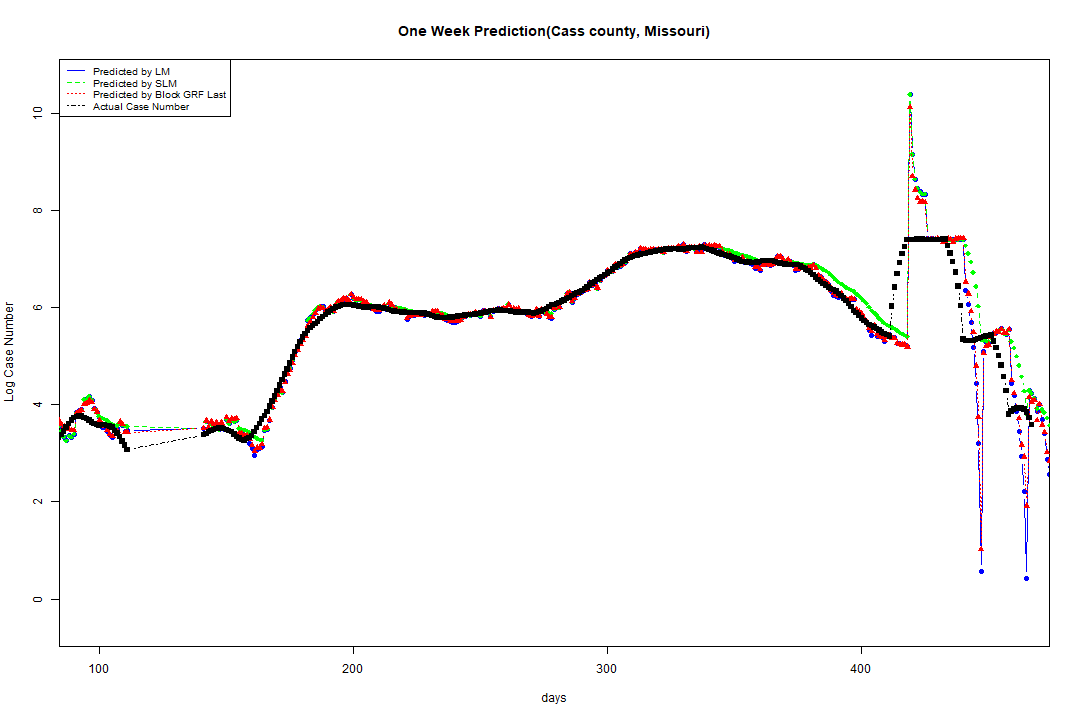 One Week Prediction(Cass county, Missouri)
Predicted by LM
Predicted by SLM
Predicted by Block GRF Last
Actual Case Number
Log Case Number
10
8
6
4
2
0
100 200 300 400
days